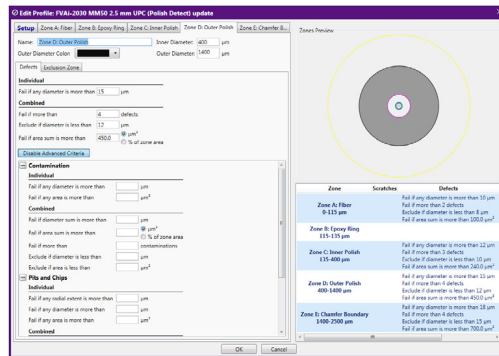 Edit Profile: FVAi-2030 MM50 2.5 mm UPC (Polish Detect) update
Setup Zone A: Fiber Zone B: Epoxy Ring Zone C: Inner Polish Zone D: Outer Polish Zone E: Chamfer B
Name: Zone D: Outer Polish Inner Diameter: 400 μm
Outer Diameter Color: Outer Diameter: 1400 μm
Defects Exclusion Zone
Individual
Fail if any diameter is more than 15 μm
Combined
Fail if more than 4 defects
Exclude if diameter is less than 12 μm
Fail if area sum is more than 450.0 μm²
% of zone area
Disable Advanced Criteria
Contamination
Individual
Fail if any diameter is more than μm
Fail if any area is more than μm²
Combined
Fail if diameter sum is more than μm
Fail if area sum is more than μm²
% of zone area
Fail if more than contaminations
Exclude if diameter is less than μm
Exclude if area is less than μm²
Pits and Chips
Individual
Fail if any radial extent is more than μm
Fail if any diameter is more than μm
Fail if any area is more than μm²
Combined
Zones Preview
Zone Scratches Defects
Zone A: Fiber
0-115 μm
Fail if any diameter is more than 10 μm
Fail if more than 2 defects
Exclude if diameter is less than 8 μm
Fail if area sum is more than 100.0 μm²
Zone B: Epoxy Ring
115-135 μm
Zone C: Inner Polish
135-400 μm
Fail if any diameter is more than 12 μm
Fail if more than 3 defects
Exclude if diameter is less than 10 μm
Fail if area sum is more than 240.0 μm²
Zone D: Outer Polish
400-1400 μm
Fail if any diameter is more than 15 μm
Fail if more than 4 defects
Exclude if diameter is less than 12 μm
Fail if area sum is more than 450.0 μm²
Zone E: Chamfer Boundary
1400-2500 μm
Fail if any diameter is more than 18 μm
Fail if more than 4 defects
Exclude if diameter is less than 15 μm
Fail if area sum is more than 700.0 μm²
OK Cancel